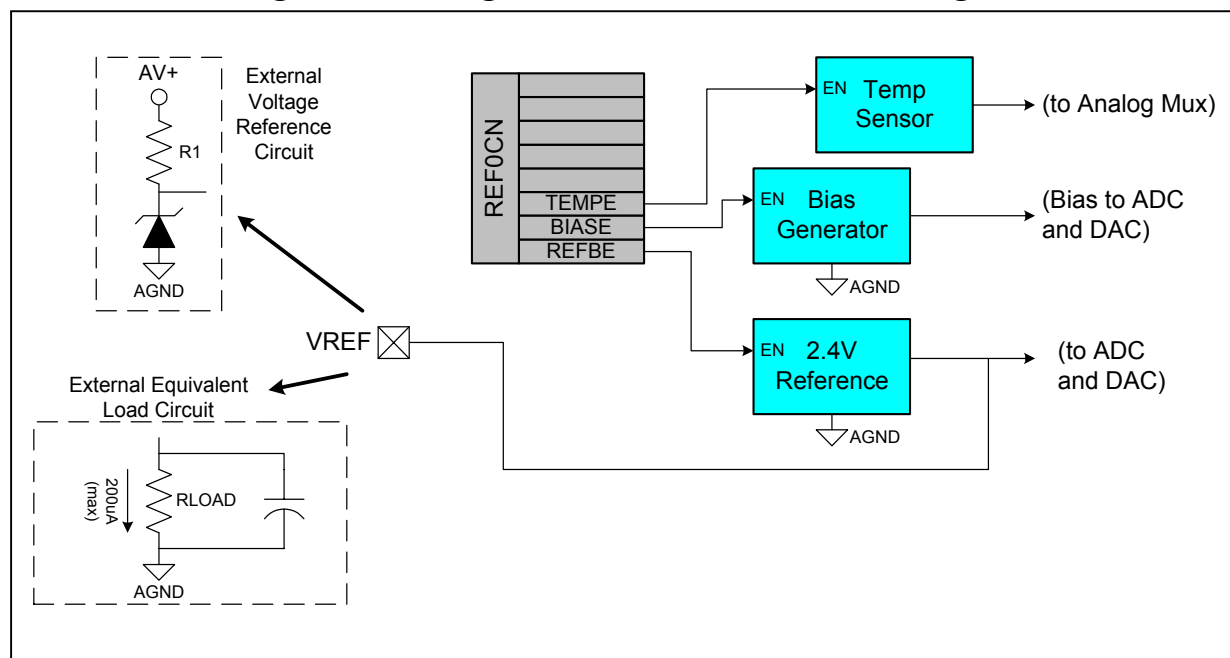 AV+
R1
AGND
External
Voltage
Reference
Circuit
REF0CN
TEMPE
BIASE
REFBE
EN
Temp
Sensor
(to Analog Mux)
EN
Bias
Generator
AGND
(Bias to ADC
and DAC)
EN
2.4V
Reference
AGND
(to ADC
and DAC)
VREF
External Equivalent
Load Circuit
200uA
(max)
RLOAD
AGND